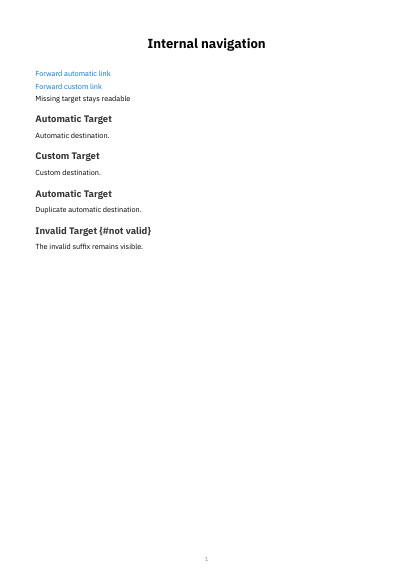 Internal navigation
Forward automatic link
Forward custom link
Missing target stays readable
Automatic Target
Automatic destination.
Custom Target
Custom destination.
Automatic Target
Duplicate automatic destination.
Invalid Target {#not valid}
The invalid suffix remains visible.
1